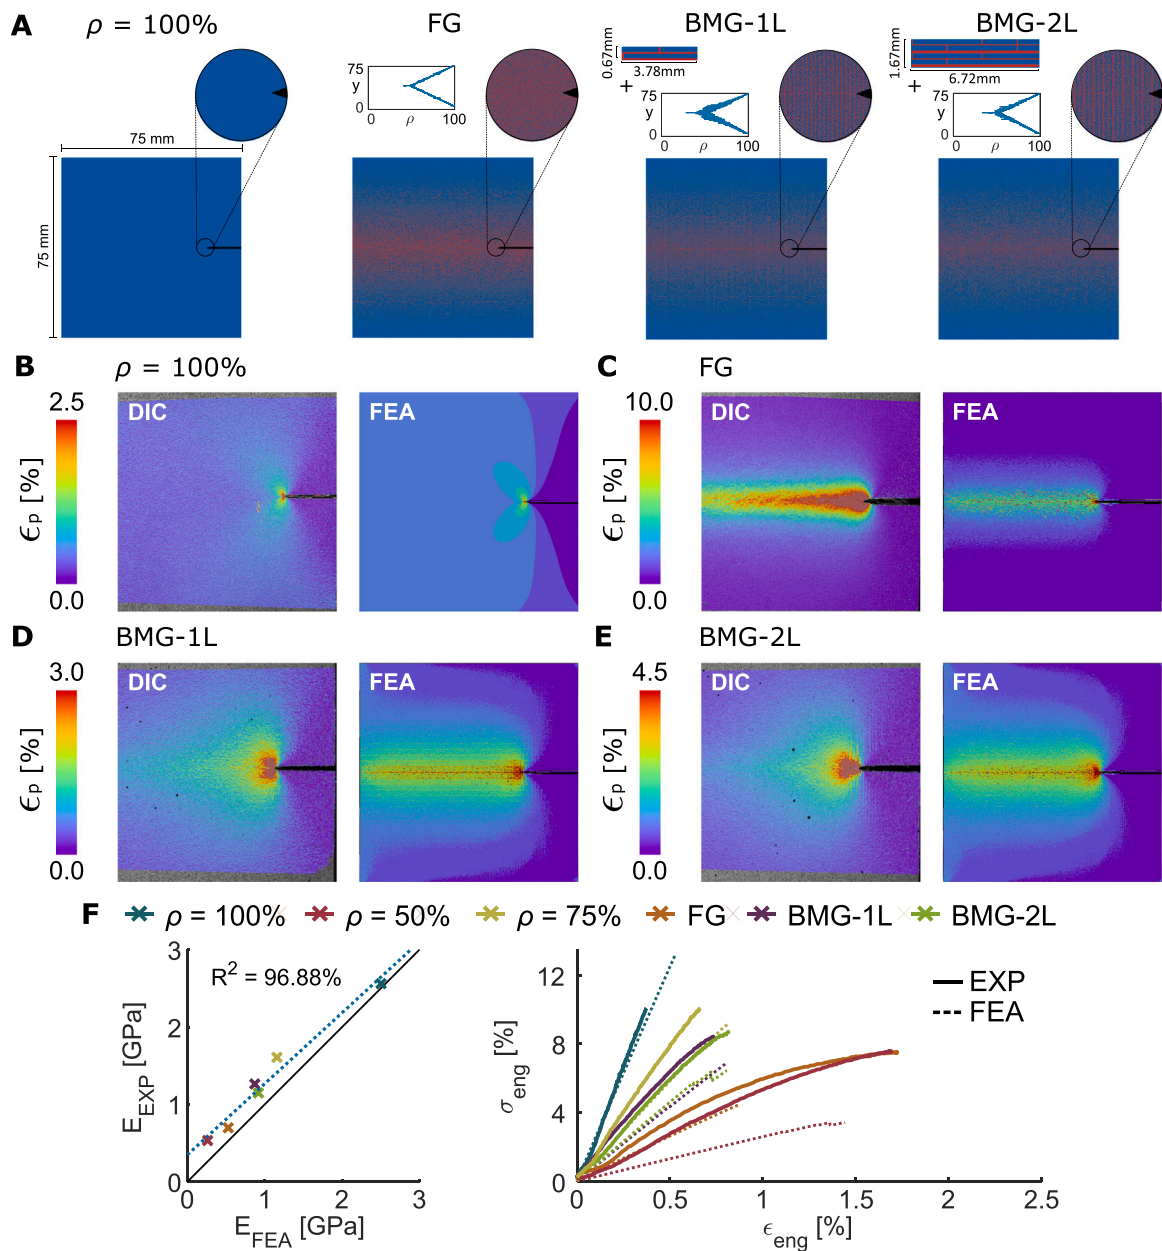 A
ρ = 100%
FG
BMG-1L
BMG-2L
75 mm
75 mm
75
y
0
ρ
100
0.67mm
3.78mm
+
75
y
0
ρ
100
1.67mm
6.72mm
+
75
y
0
ρ
100
B
ρ = 100%
2.5
ϵp [%]
0.0
DIC
FEA
C
FG
10.0
ϵp [%]
0.0
DIC
FEA
D
BMG-1L
3.0
ϵp [%]
0.0
DIC
FEA
E
BMG-2L
4.5
ϵp [%]
0.0
DIC
FEA
F
ρ = 100% ρ = 50% ρ = 75% FG BMG-1L BMG-2L
R² = 96.88%
3
2
1
0
E_EXP [GPa]
0 1 2 3
E_FEA [GPa]
EXP
FEA
12
8
4
0
σeng [%]
0 0.5 1 1.5 2 2.5
ϵeng [%]